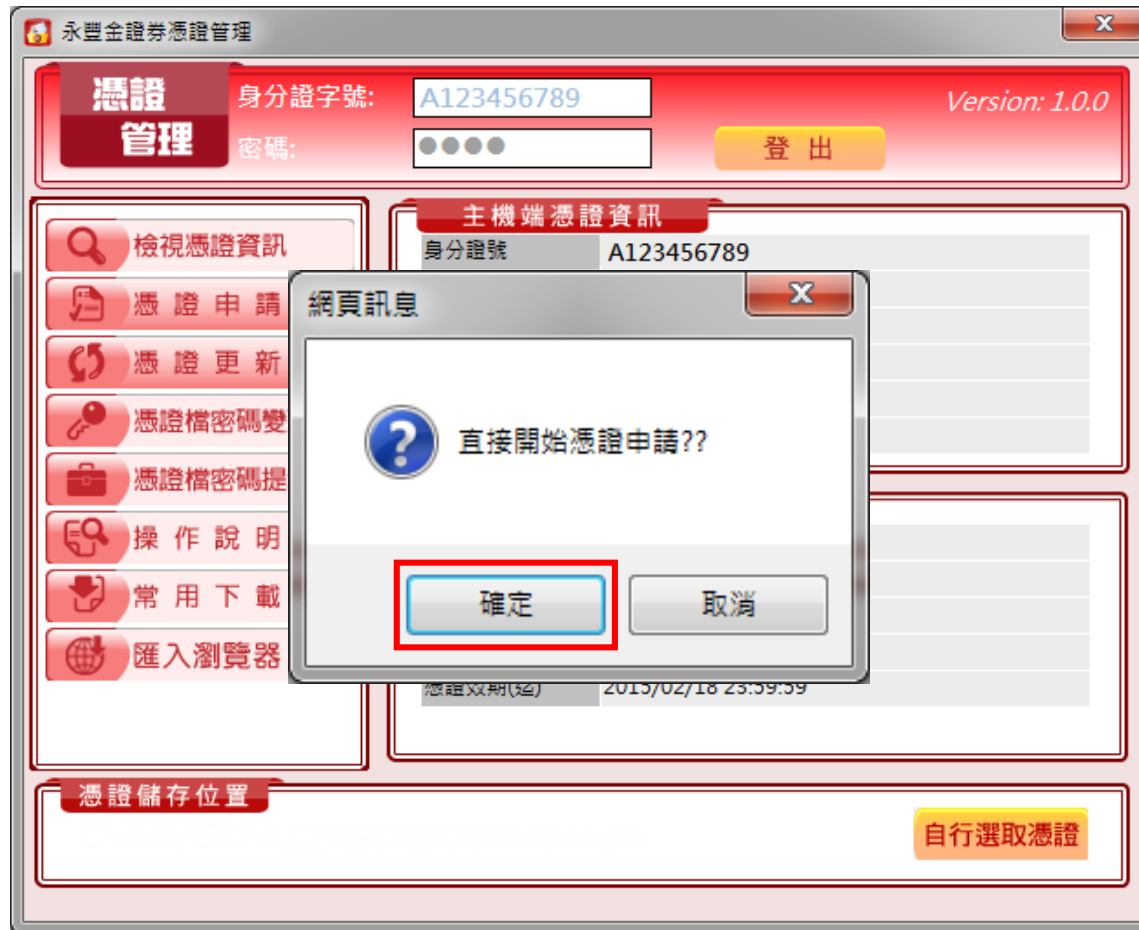 永豐金證券憑證管理
憑證
管理
身分證字號:
A123456789
Version: 1.0.0
密碼:
登出
檢視憑證資訊
憑證申請
憑證更新
憑證檔密碼變
憑證檔密碼提
操作說明
常用下載
匯入瀏覽器
主機端憑證資訊
身分證號 A123456789
網頁訊息
直接開始憑證申請??
確定
取消
憑證效期(迄) 2015/02/18 23:59:59
憑證儲存位置
自行選取憑證